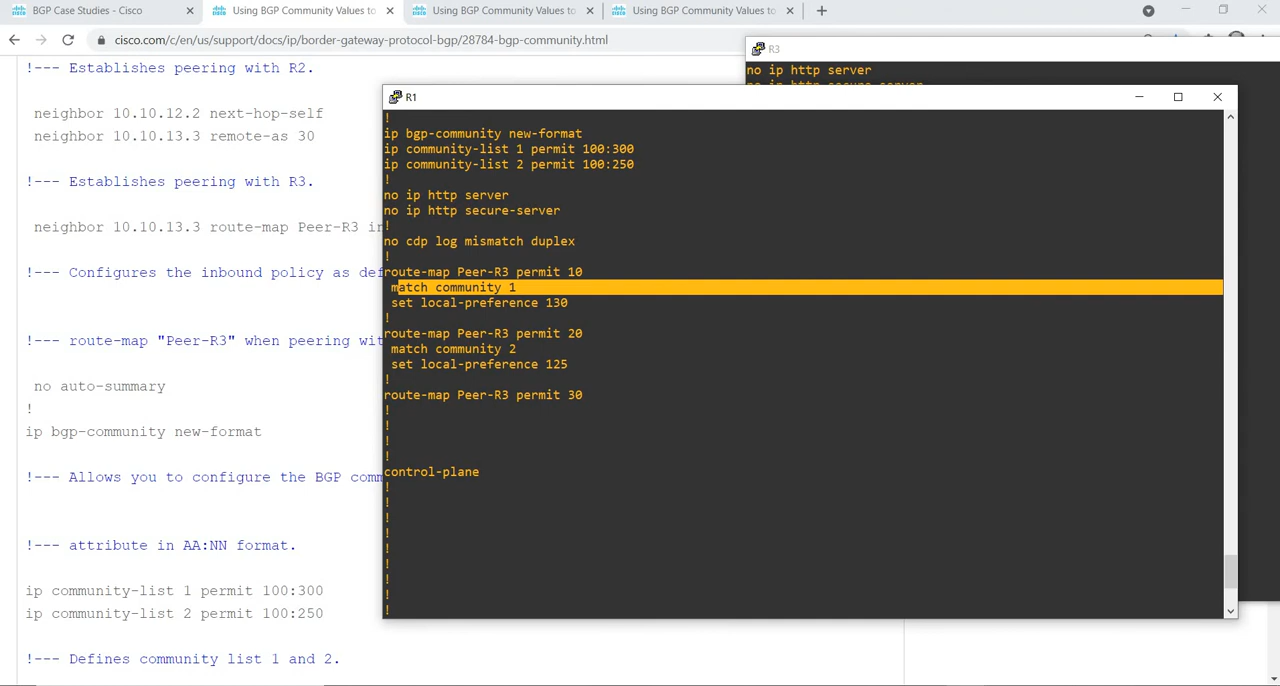 BGP Case Studies - Cisco
Using BGP Community Values to
Using BGP Community Values to
Using BGP Community Values to
cisco.com/c/en/us/support/docs/ip/border-gateway-protocol-bgp/28784-bgp-community.html
!--- Establishes peering with R2.
neighbor 10.10.12.2 next-hop-self
neighbor 10.10.13.3 remote-as 30
!--- Establishes peering with R3.
neighbor 10.10.13.3 route-map Peer-R3 in
!--- Configures the inbound policy as def
!--- route-map "Peer-R3" when peering wit
no auto-summary
!
ip bgp-community new-format
!--- Allows you to configure the BGP comm
!--- attribute in AA:NN format.
ip community-list 1 permit 100:300
ip community-list 2 permit 100:250
!--- Defines community list 1 and 2.
R3
no ip http server
no ip http secure-server
R1
!
ip bgp-community new-format
ip community-list 1 permit 100:300
ip community-list 2 permit 100:250
!
no ip http server
no ip http secure-server
!
no cdp log mismatch duplex
!
route-map Peer-R3 permit 10
match community 1
set local-preference 130
!
route-map Peer-R3 permit 20
match community 2
set local-preference 125
!
route-map Peer-R3 permit 30
!
!
!
!
control-plane
!
!
!
!
!
!
!
!
!